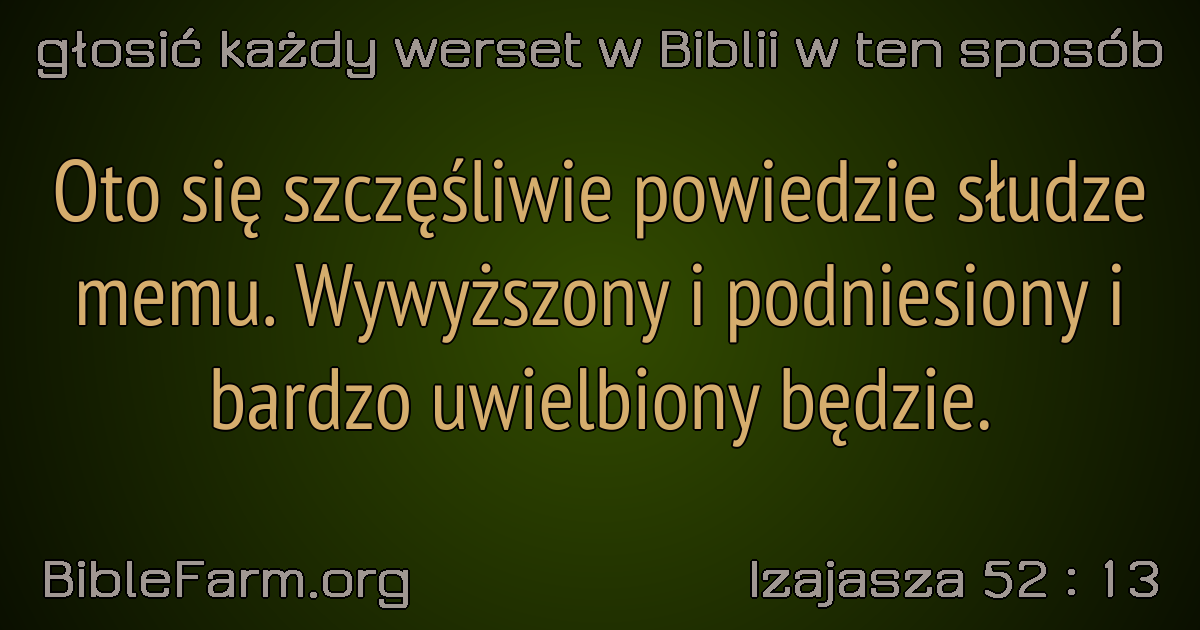 głosić każdy werset w Biblii w ten sposób
Oto się szczęśliwie powiedzie słudze
memu. Wywyższony i podniesiony i
bardzo uwielbiony będzie.
BibleFarm.org
Izajasza 52 : 13